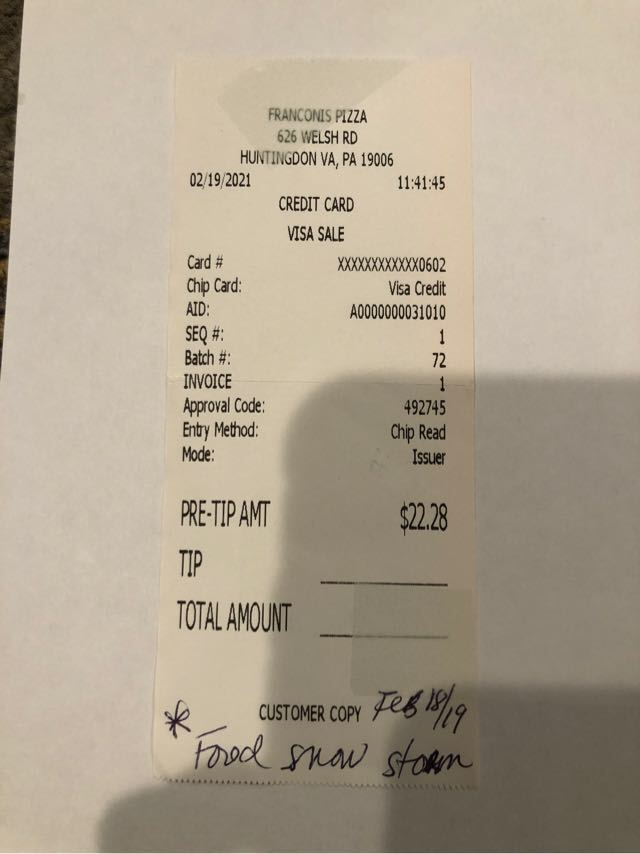 FRANCONIS PIZZA
626 WELSH RD
HUNTINGDON VA, PA 19006
02/19/2021 11:41:45
CREDIT CARD
VISA SALE
Card # XXXXXXXXXXXX0602
Chip Card: Visa Credit
AID: A0000000031010
SEQ #: 1
Batch #: 72
INVOICE 1
Approval Code: 492745
Entry Method: Chip Read
Mode: Issuer
PRE-TIP AMT $22.28
TIP
TOTAL AMOUNT
CUSTOMER COPY Feb 18/19
* Food snow storm